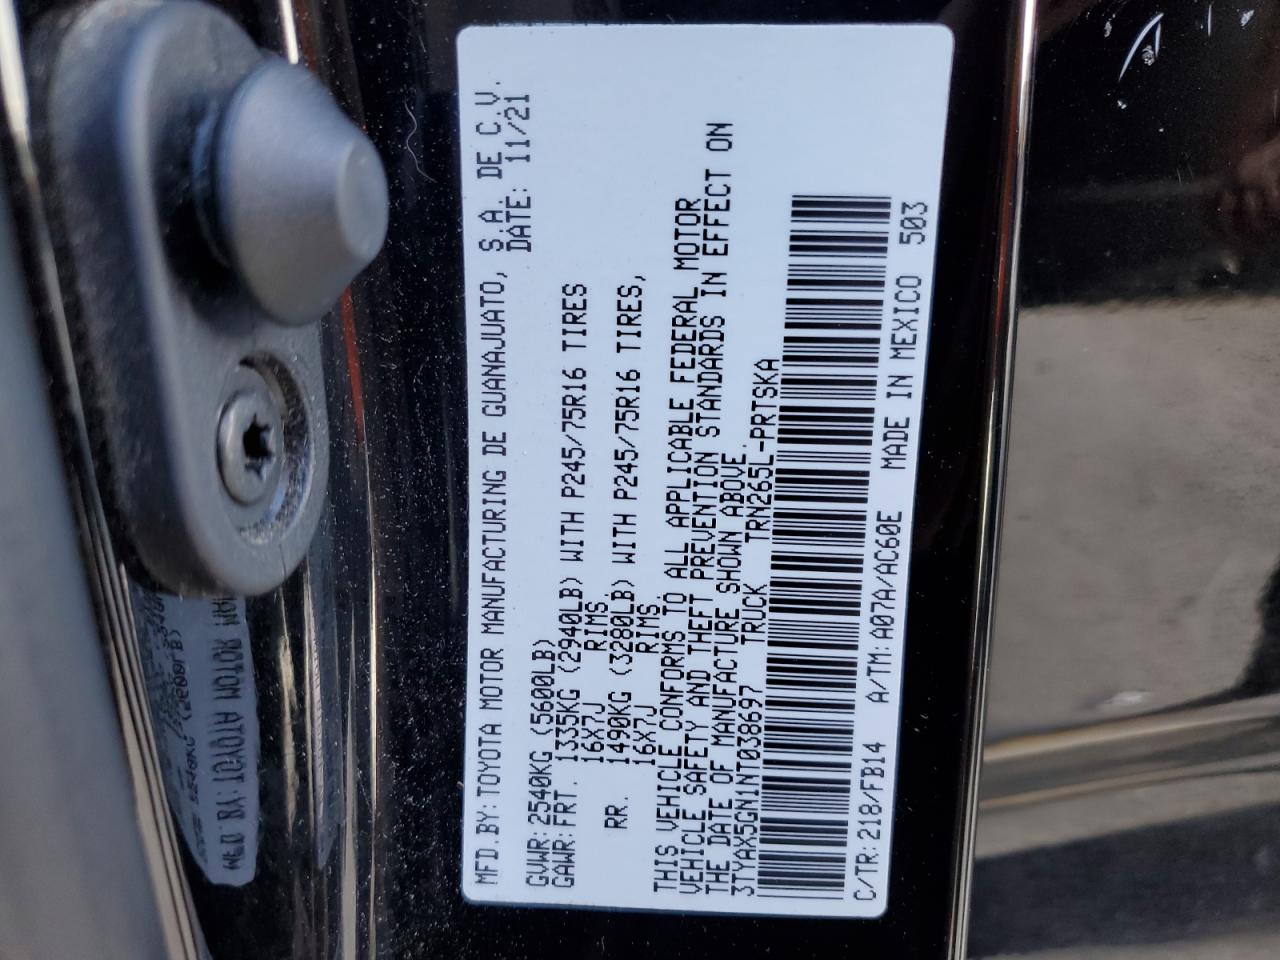 MFD.BY:TOYOTA MOTOR MANUFACTURING DE GUANAJUATO, S.A. DE C.V.
DATE: 11/21
GVWR:2540KG (5600LB)
GAWR:FRT. 1335KG (2940LB) WITH P245/75R16 TIRES
16X7J RIMS,
RR. 1490KG (3280LB) WITH P245/75R16 TIRES,
16X7J RIMS.
THIS VEHICLE CONFORMS TO ALL APPLICABLE FEDERAL MOTOR
VEHICLE SAFETY AND THEFT PREVENTION STANDARDS IN EFFECT ON
THE DATE OF MANUFACTURE SHOWN ABOVE.
3TYAX5GN1NT038697 TRUCK TRN265L-PRTSKA
C/TR:218/FB14 A/TM:A07A/AC60E MADE IN MEXICO 503